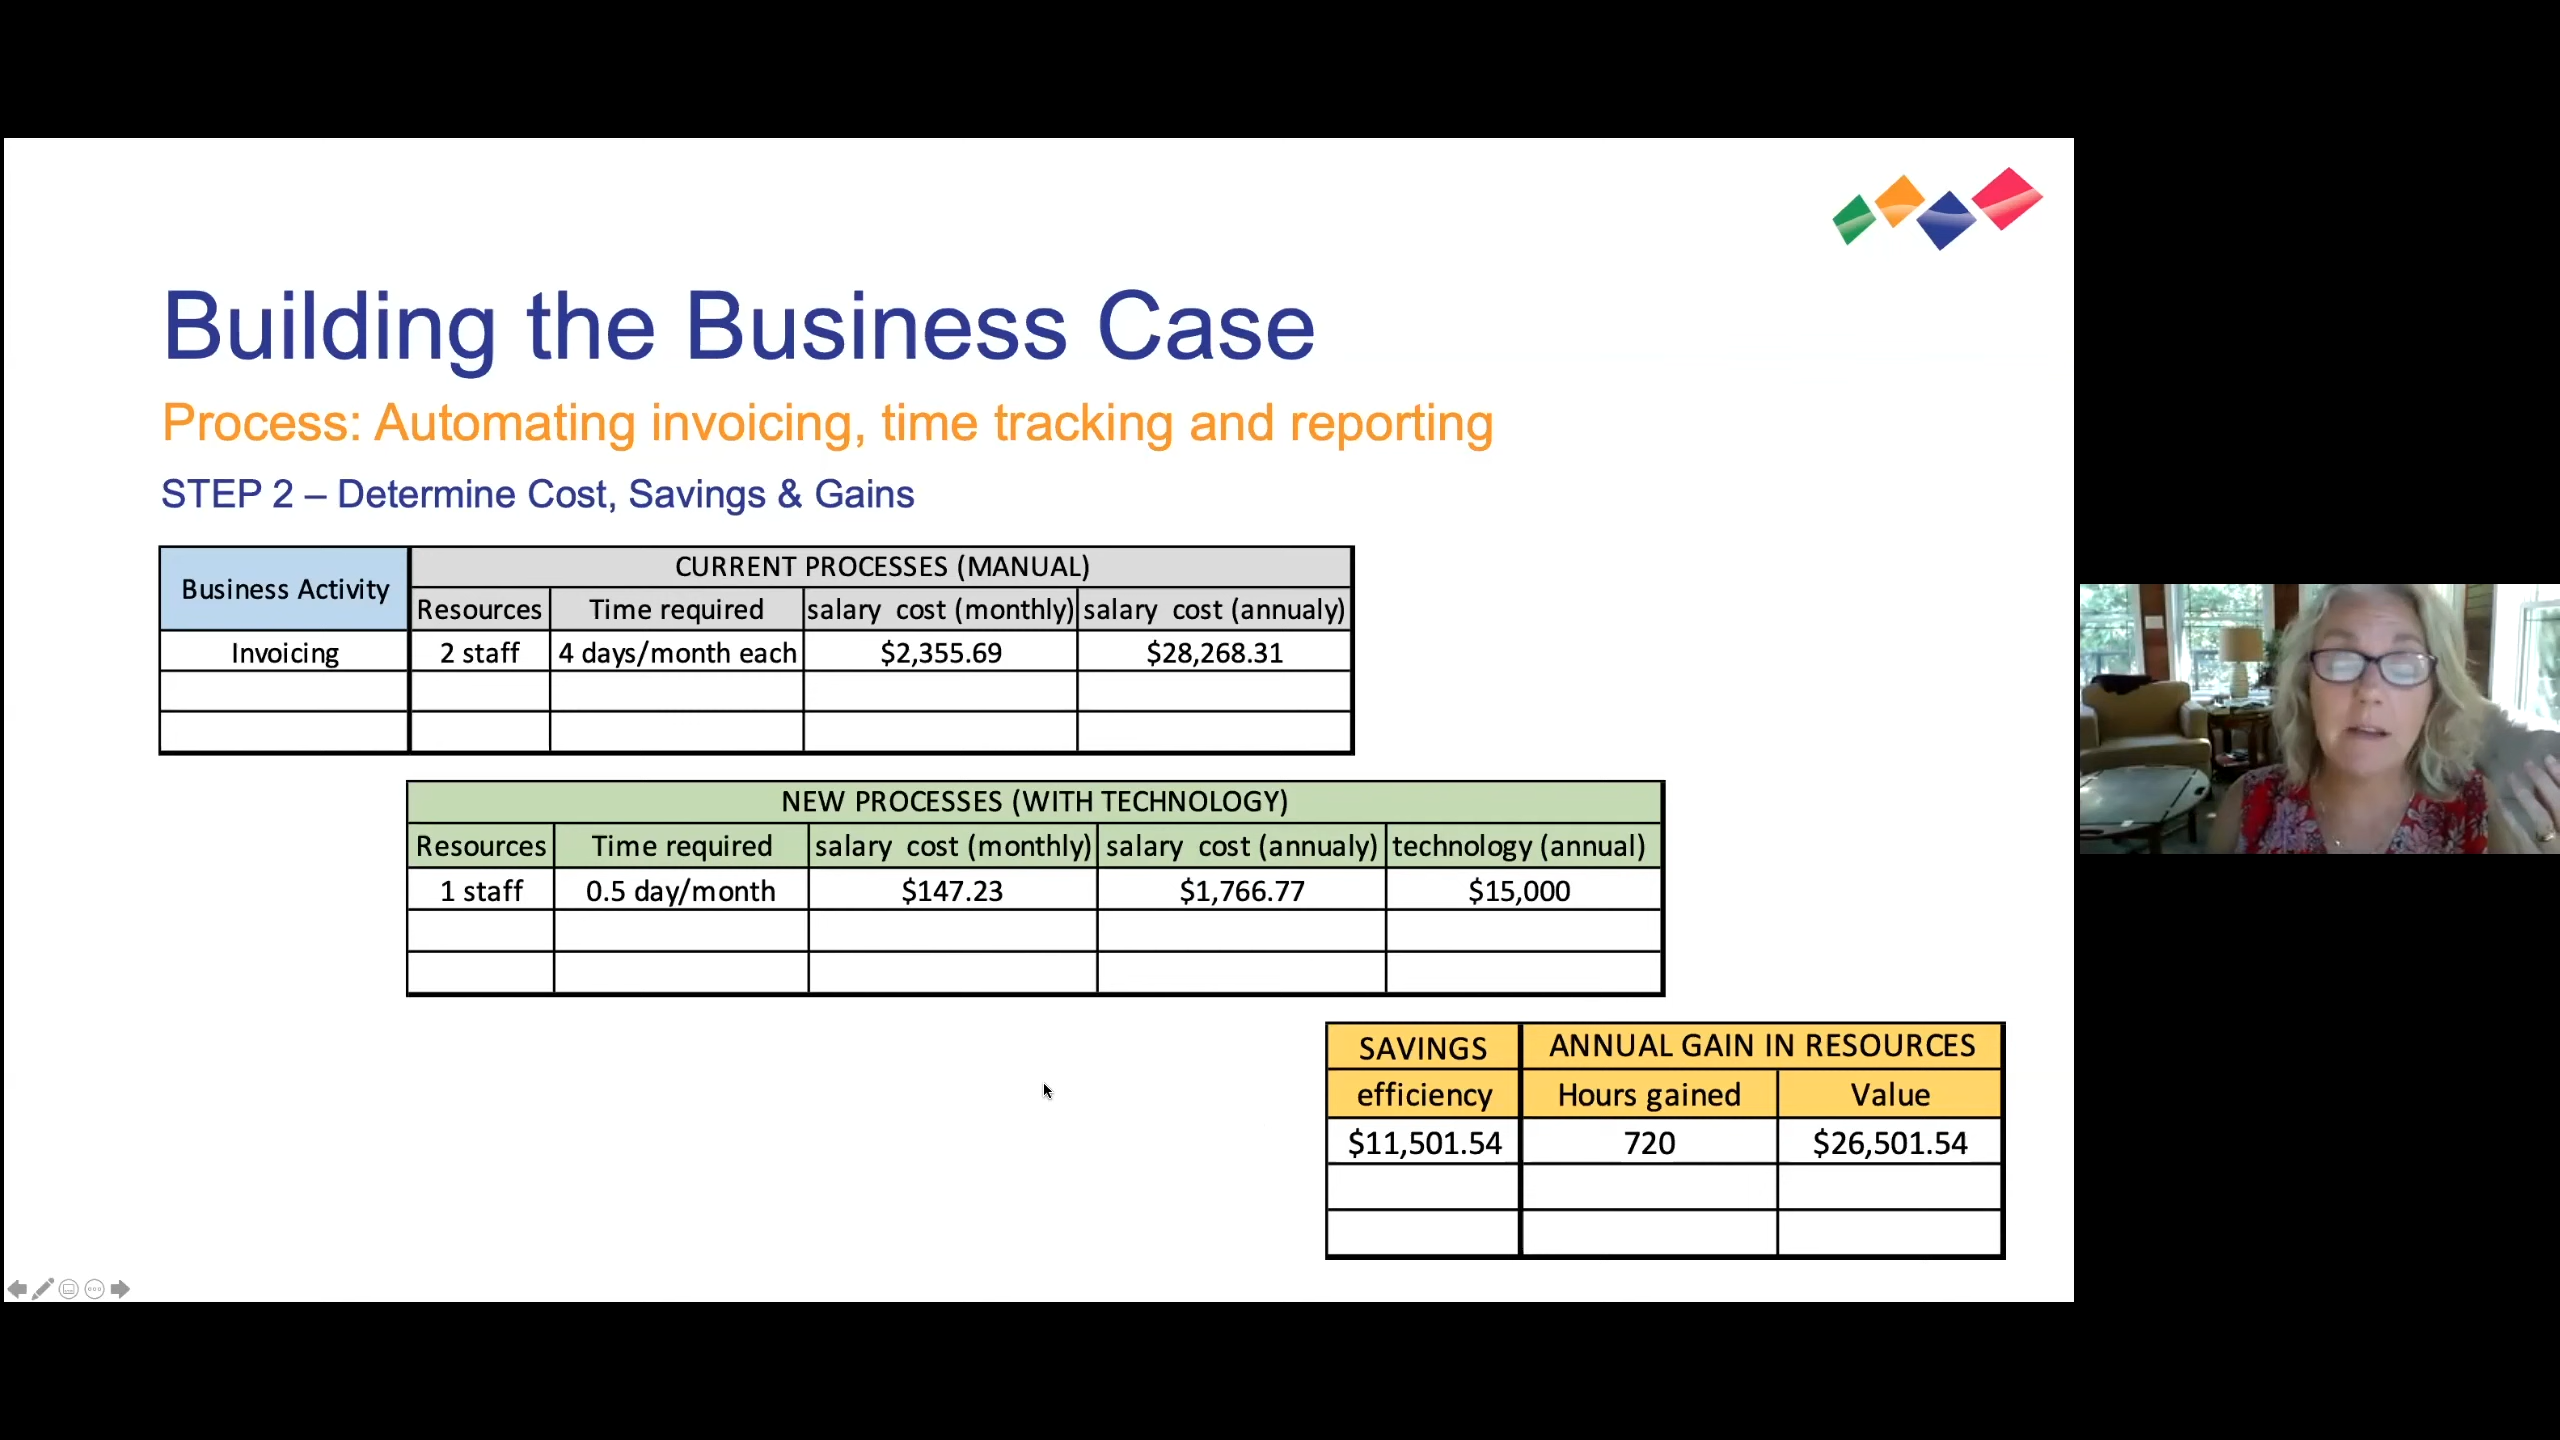 Building the Business Case
Process: Automating invoicing, time tracking and reporting
STEP 2 – Determine Cost, Savings & Gains
Business Activity
CURRENT PROCESSES (MANUAL)
Resources Time required salary cost (monthly) salary cost (annualy)
Invoicing 2 staff 4 days/month each $2,355.69 $28,268.31
NEW PROCESSES (WITH TECHNOLOGY)
Resources Time required salary cost (monthly) salary cost (annualy) technology (annual)
1 staff 0.5 day/month $147.23 $1,766.77 $15,000
SAVINGS ANNUAL GAIN IN RESOURCES
efficiency Hours gained Value
$11,501.54 720 $26,501.54